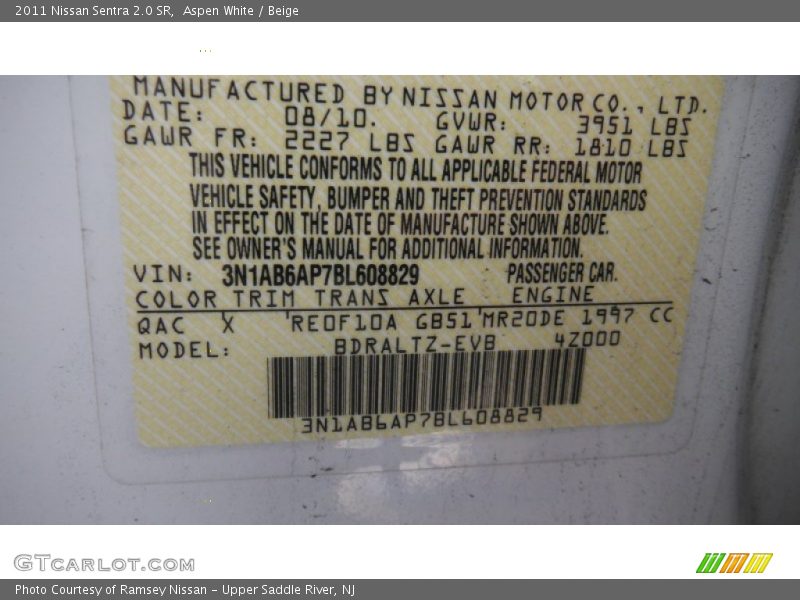 2011 Nissan Sentra 2.0 SR,  Aspen White / Beige
MANUFACTURED BY NISSAN MOTOR CO., LTD.
DATE: 08/10. GVWR: 3951 LBS
GAWR FR: 2227 LBS GAWR RR: 1810 LBS
THIS VEHICLE CONFORMS TO ALL APPLICABLE FEDERAL MOTOR
VEHICLE SAFETY, BUMPER AND THEFT PREVENTION STANDARDS
IN EFFECT ON THE DATE OF MANUFACTURE SHOWN ABOVE.
SEE OWNER'S MANUAL FOR ADDITIONAL INFORMATION.
VIN: 3N1AB6AP7BL608829 PASSENGER CAR.
COLOR TRIM TRANS AXLE ENGINE
QAC X RE0F10A GB51 MR20DE 1997 CC
MODEL: BDRALTZ-EVB 4Z000
3N1AB6AP7BL608829
GTcarlot.com
Photo Courtesy of Ramsey Nissan - Upper Saddle River, NJ